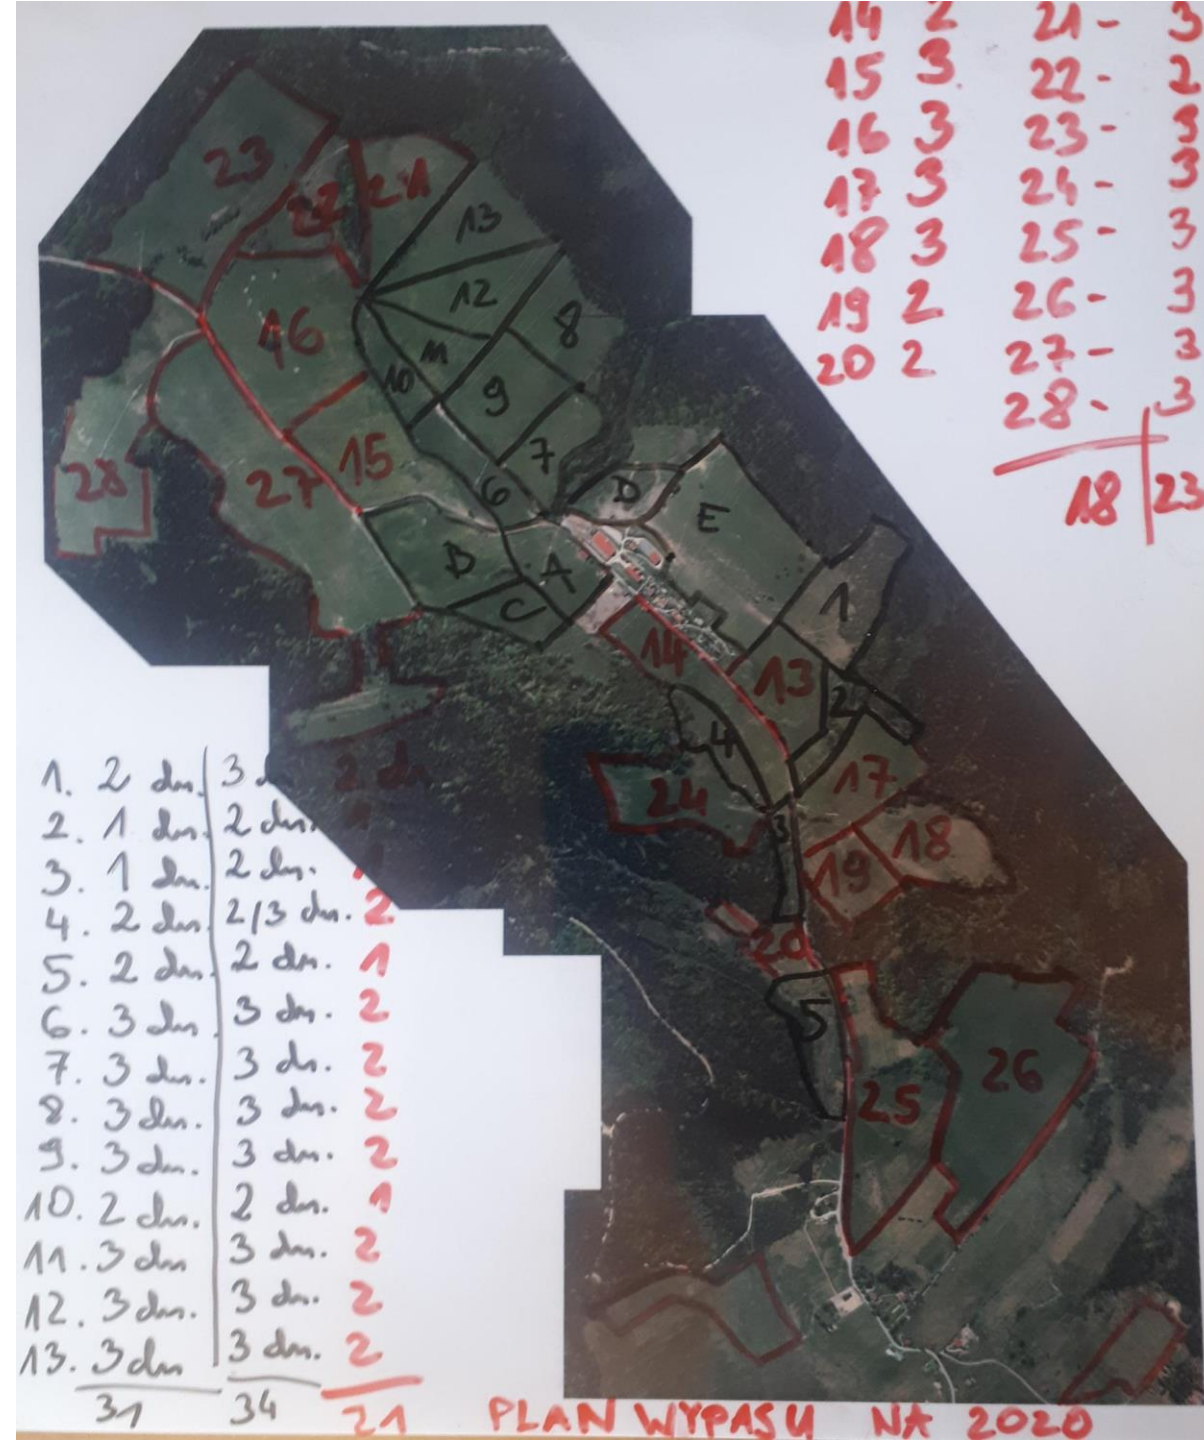 14 2 21 - 3
15 3. 22 - 2
16 3 23 - 3
17 3 24 - 3
18 3 25 - 3
19 2 26 - 3
20 2 27 - 3
28 - 3
18 | 23
23
22
21
13
12
8
16
11
10
9
15
7
28
27
6
D
E
B
A
C
1
14
13
2
4
17
24
3
19
18
20
5
25
26
1. 2 dn. 3 2 dn
2. 1 dn. 2 dn.
3. 1 dn. 2 dn. 1
4. 2 dn. 2/3 dn. 2
5. 2 dn. 2 dn. 1
6. 3 dn. 3 dn. 2
7. 3 dn. 3 dn. 2
8. 3 dn. 3 dn. 2
9. 3 dn. 3 dn. 2
10. 2 dn. 2 dn. 1
11. 3 dn 3 dn. 2
12. 3 dn. 3 dn. 2
13. 3 dn 3 dn. 2
31 34 21
PLAN WYPASU NA 2020